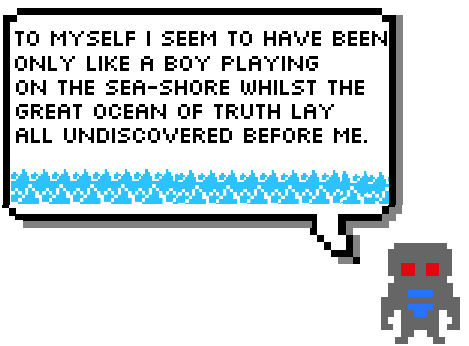 TO MYSELF I SEEM TO HAVE BEEN
ONLY LIKE A BOY PLAYING
ON THE SEA-SHORE WHILST THE
GREAT OCEAN OF TRUTH LAY
ALL UNDISCOVERED BEFORE ME.